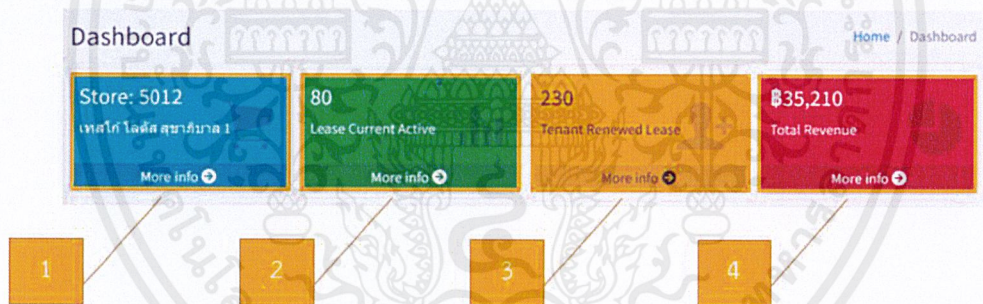 Dashboard
Home / Dashboard
Store: 5012
เทสโก้ โลตัส สุขาภิบาล 1
More info
80
Lease Current Active
More info
230
Tenant Renewed Lease
More info
฿35,210
Total Revenue
More info
1
2
3
4